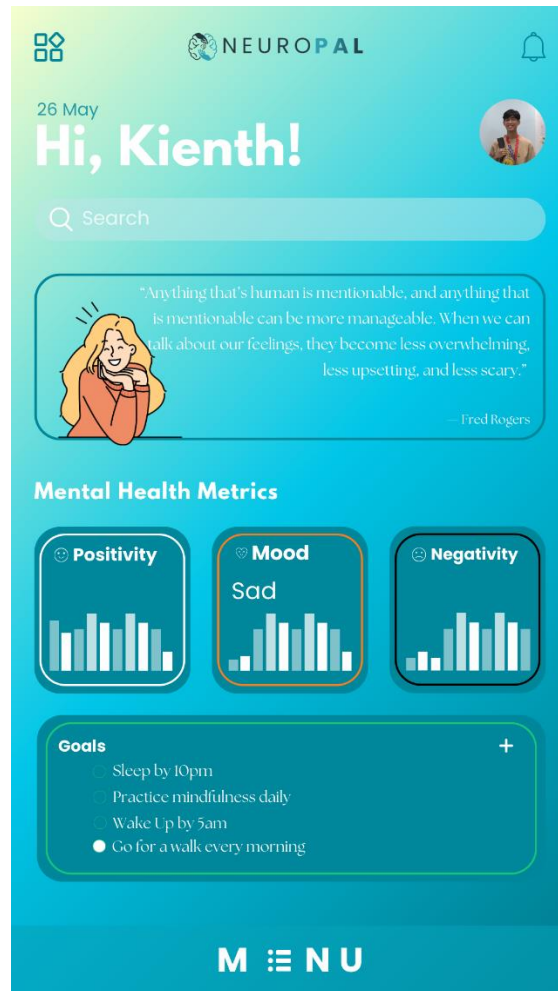 NEUROPAL
26 May
Hi, Kienth!
Search
“Anything that’s human is mentionable, and anything that
is mentionable can be more manageable. When we can
talk about our feelings, they become less overwhelming,
less upsetting, and less scary.”
— Fred Rogers
Mental Health Metrics
Positivity
Mood
Sad
Negativity
Goals
+
Sleep by 10pm
Practice mindfulness daily
Wake Up by 5am
Go for a walk every morning
MENU